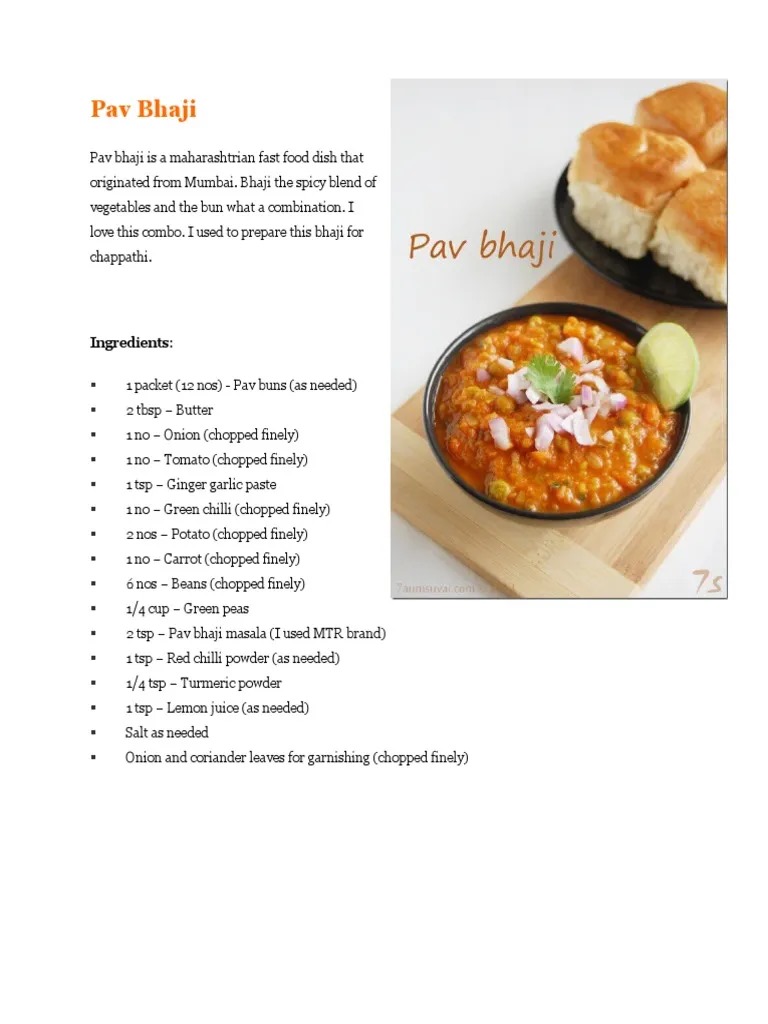 Pav Bhaji
Pav bhaji is a maharashtrian fast food dish that
originated from Mumbai. Bhaji the spicy blend of
vegetables and the bun what a combination. I
love this combo. I used to prepare this bhaji for
chappathi.
Pav bhaji
7s
Ingredients:
▪ 1 packet (12 nos) - Pav buns (as needed)
▪ 2 tbsp – Butter
▪ 1 no – Onion (chopped finely)
▪ 1 no – Tomato (chopped finely)
▪ 1 tsp – Ginger garlic paste
▪ 1 no – Green chilli (chopped finely)
▪ 2 nos – Potato (chopped finely)
▪ 1 no – Carrot (chopped finely)
▪ 6 nos – Beans (chopped finely)
▪ 1/4 cup – Green peas
▪ 2 tsp – Pav bhaji masala (I used MTR brand)
▪ 1 tsp – Red chilli powder (as needed)
▪ 1/4 tsp – Turmeric powder
▪ 1 tsp – Lemon juice (as needed)
▪ Salt as needed
▪ Onion and coriander leaves for garnishing (chopped finely)